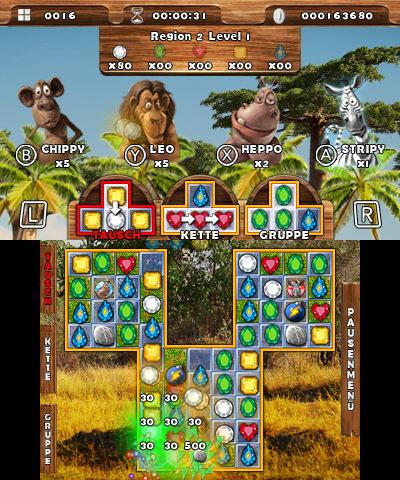 0016 00:00:31 000163680
Region 2 Level 1
x80 x00 x00 x00 x00
B CHIPPY x5
Y LEO x5
X HEPPO x2
A STRIPY x1
L TAUSCH KETTE GRUPPE R
TAUSCH
KETTE
GRUPPE
PAUSENMENÜ
30 30
30 30 30
30 30 500